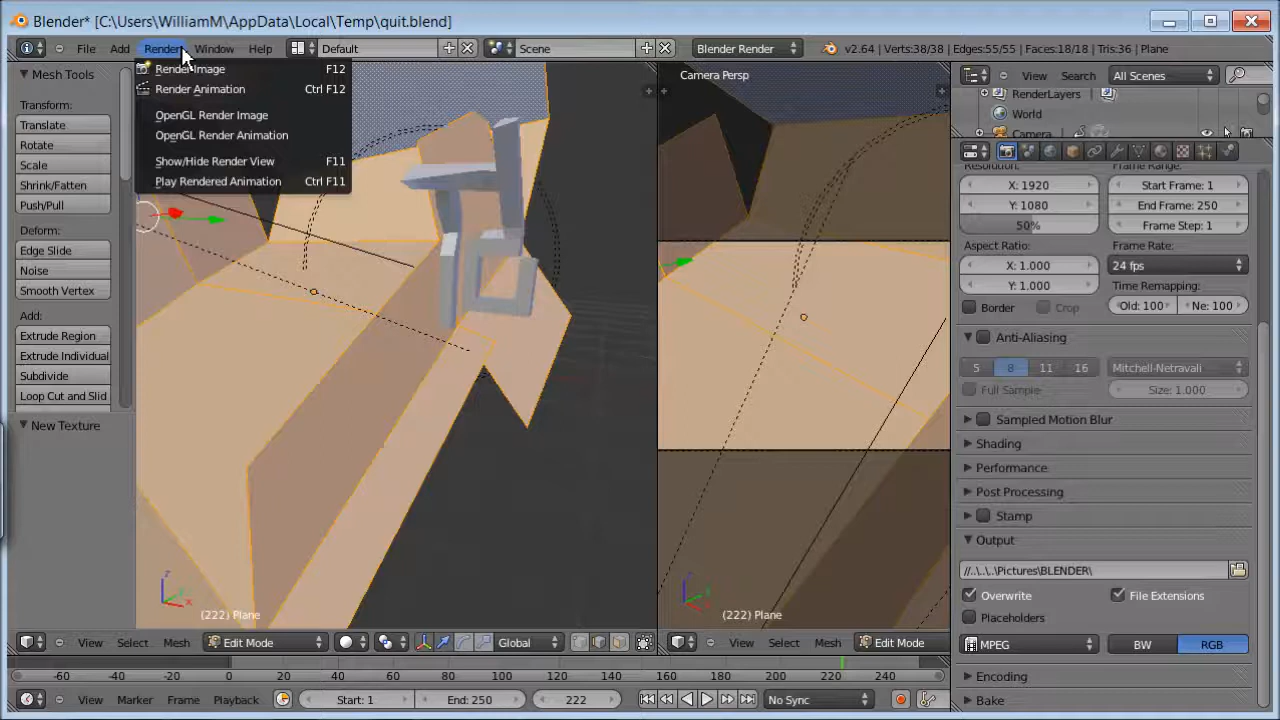 Blender* [C:\Users\WilliamM\AppData\Local\Temp\quit.blend]
File Add Render Window Help Default Scene Blender Render v2.64 | Verts:38/38 | Edges:55/55 | Faces:18/18 | Tris:36 | Plane
Mesh Tools
Transform:
Translate
Rotate
Scale
Shrink/Fatten
Push/Pull
Deform:
Edge Slide
Noise
Smooth Vertex
Add:
Extrude Region
Extrude Individual
Subdivide
Loop Cut and Slid
New Texture
Render Image F12
Render Animation Ctrl F12
OpenGL Render Image
OpenGL Render Animation
Show/Hide Render View F11
Play Rendered Animation Ctrl F11
z
x
(222) Plane
Camera Persp
z
x
(222) Plane
View Search All Scenes
RenderLayers
World
Camera
Resolution: Frame Range:
X: 1920 Start Frame: 1
Y: 1080 End Frame: 250
50% Frame Step: 1
Aspect Ratio: Frame Rate:
X: 1.000 24 fps
Y: 1.000 Time Remapping:
Border Crop Old: 100 Ne: 100
Anti-Aliasing
5 8 11 16 Mitchell-Netravali
Full Sample Size: 1.000
Sampled Motion Blur
Shading
Performance
Post Processing
Stamp
Output
//..\..\..\Pictures\BLENDER\
Overwrite File Extensions
Placeholders
MPEG BW RGB
Encoding
Bake
View Select Mesh Edit Mode Global View Select Mesh Edit Mode
-60 -40 -20 0 20 40 60 80 100 120 140 160 180 200 220 240
View Marker Frame Playback Start: 1 End: 250 222 No Sync